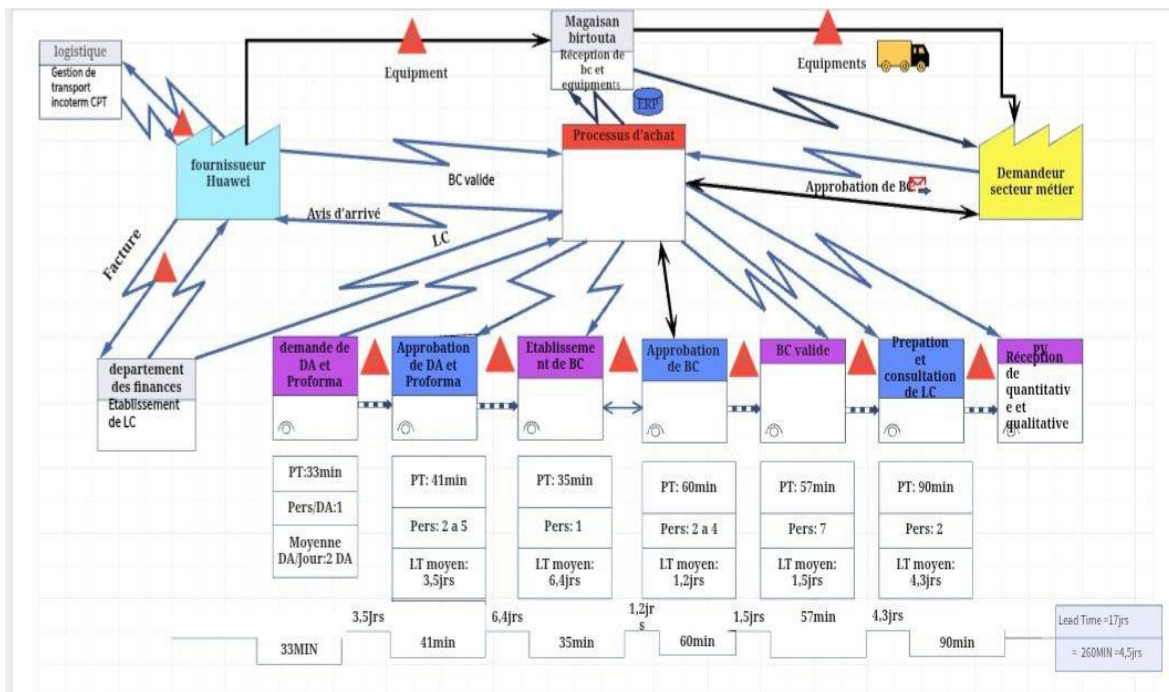 Magaisan
birtouta
Réception de
bc et
equipments
logistique
Gestion de
transport
incoterm CPT
Equipment
Equipments
ERP
fournissueur
Huawei
Processus d'achat
Demandeur
secteur métier
BC valide
Approbation de BC
Avis d'arrivé
LC
Facture
departement
des finances
Etablissement
de LC
demande de
DA et
Proforma
Approbation
de DA et
Proforma
Etablisseme
nt de BC
Approbation
de BC
BC valide
Prepation
et
consultation
de LC
PV
Réception
de
quantitativ
e et
qualitative
PT:33min
Pers/DA:1
Moyenne
DA/Jour:2 DA
PT: 41min
Pers: 2 a 5
LT moyen:
3,5jrs
PT: 35min
Pers: 1
LT moyen:
6,4jrs
PT: 60min
Pers: 2 a 4
LT moyen:
1,2jrs
PT: 57min
Pers: 7
LT moyen:
1,5jrs
PT: 90min
Pers: 2
LT moyen:
4,3jrs
33MIN
3,5jrs
41min
6,4jrs
35min
1,2jr
s
60min
1,5jrs
57min
4,3jrs
90min
Lead Time =17jrs
= 260MIN =4,5jrs